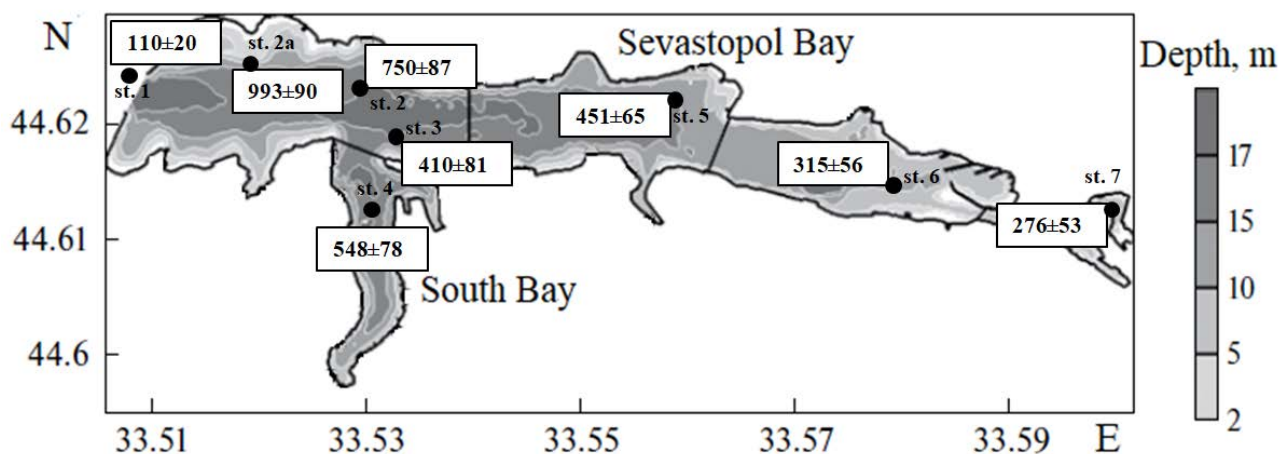 N
110±20
st. 2a
Sevastopol Bay
Depth, m
750±87
st. 1
993±90
st. 2
451±65
st. 5
44.62
st. 3
17
410±81
315±56
st. 6
st. 7
st. 4
15
276±53
44.61
548±78
10
South Bay
5
44.6
2
33.51
33.53
33.55
33.57
33.59
E